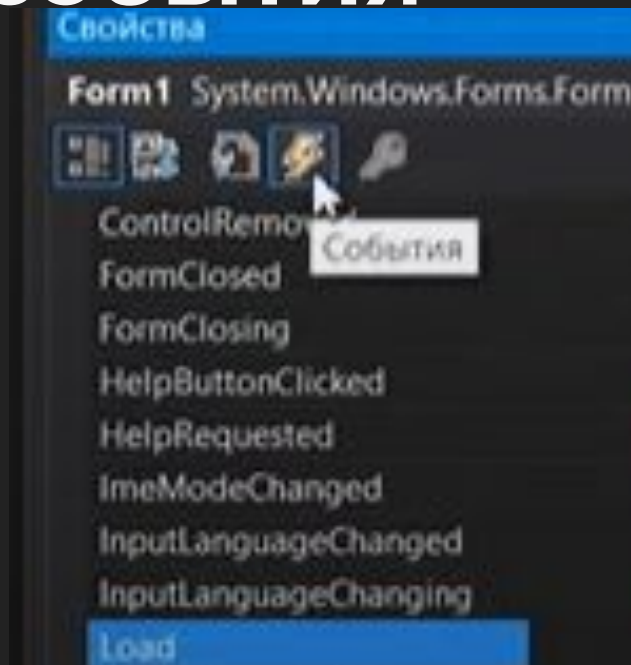 Свойства
Form1 System.Windows.Forms.Form
События
FormClosed
FormClosing
HelpButtonClicked
HelpRequested
ImeModeChanged
InputLanguageChanged
InputLanguageChanging
Load